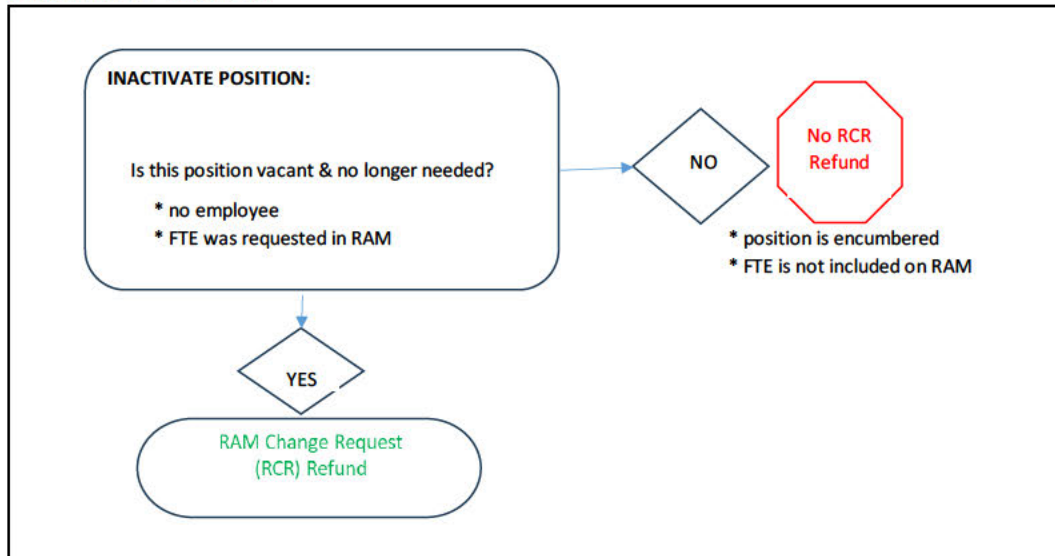 INACTIVATE POSITION:
Is this position vacant & no longer needed?
* no employee
* FTE was requested in RAM
NO
No RCR
Refund
* position is encumbered
* FTE is not included on RAM
YES
RAM Change Request
(RCR) Refund